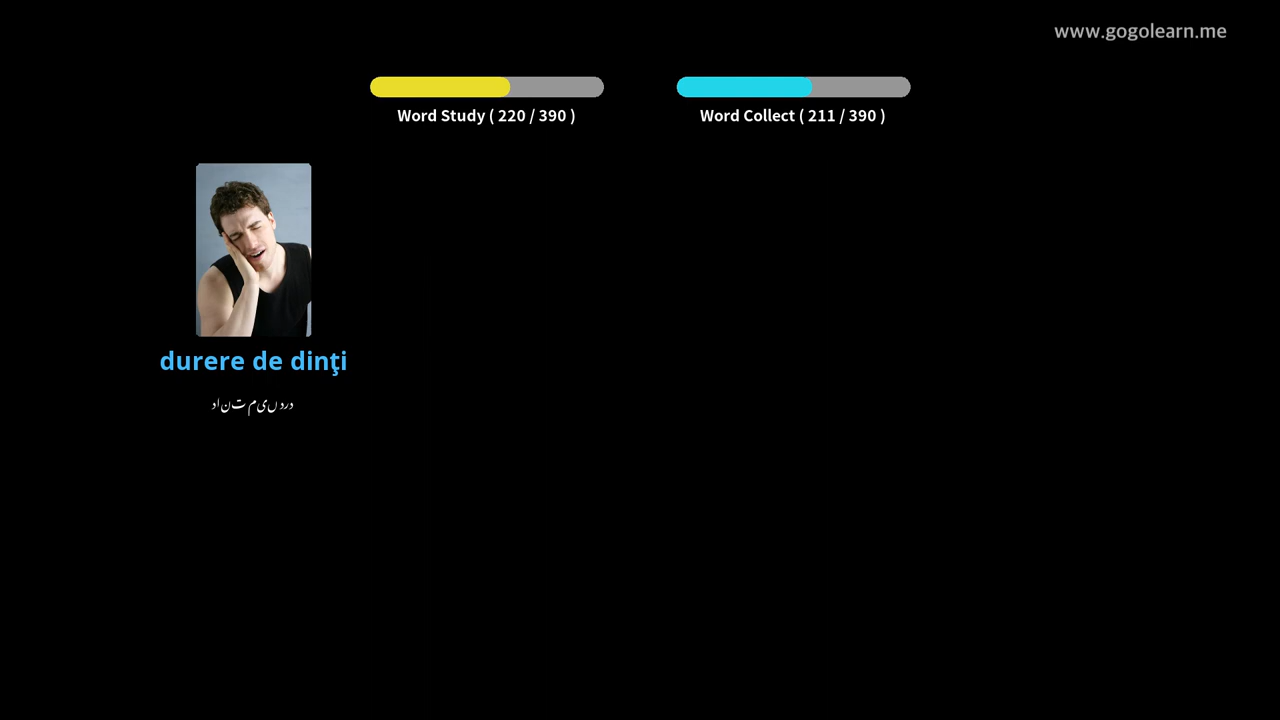 www.gogolearn.me
Word Study ( 220 / 390 )
Word Collect ( 211 / 390 )
durere de dinţi
دانت میں درد